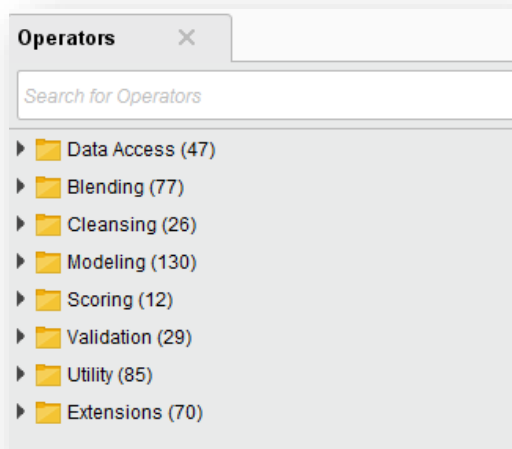 Operators
Search for Operators
Data Access (47)
Blending (77)
Cleansing (26)
Modeling (130)
Scoring (12)
Validation (29)
Utility (85)
Extensions (70)